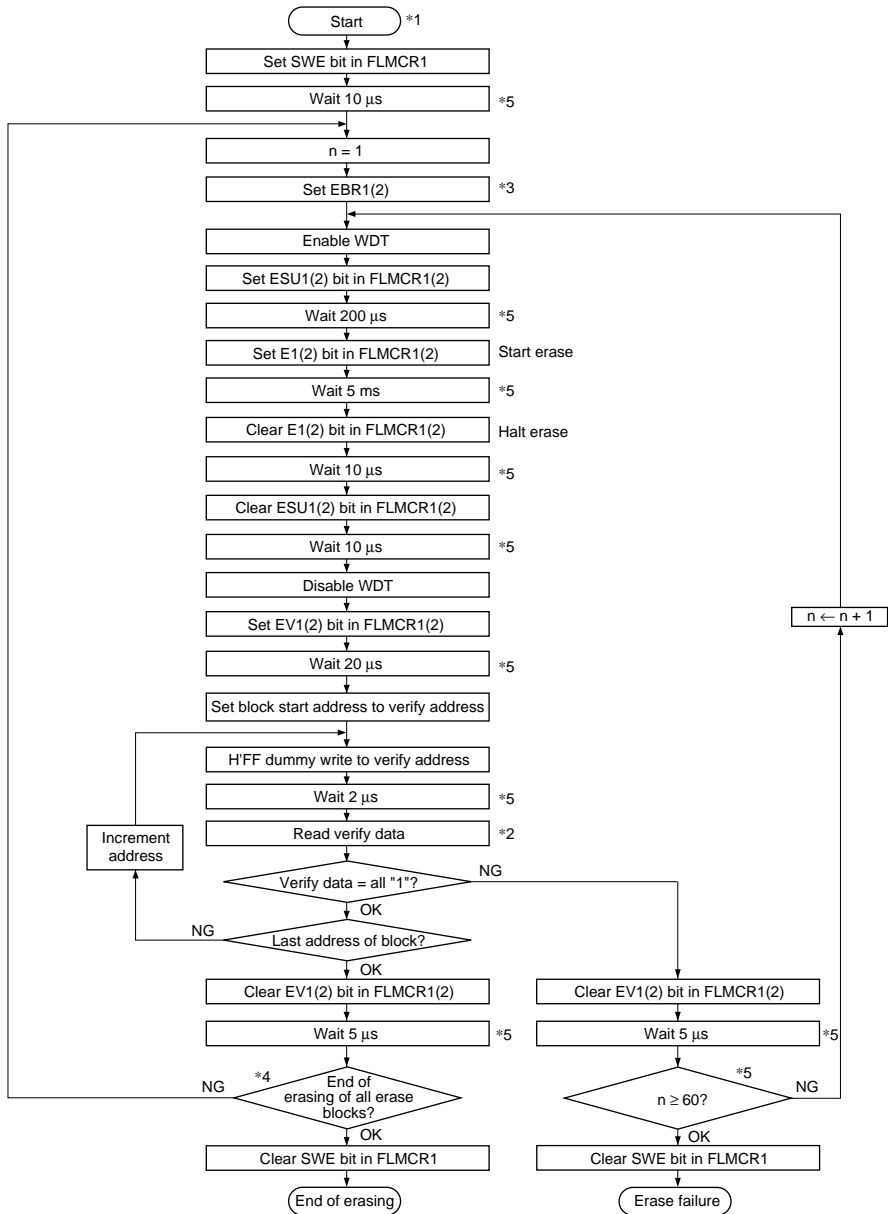 Start
*1
Set SWE bit in FLMCR1
Wait 10 μs
*5
n = 1
Set EBR1(2)
*3
Enable WDT
Set ESU1(2) bit in FLMCR1(2)
Wait 200 μs
*5
Set E1(2) bit in FLMCR1(2)
Start erase
Wait 5 ms
*5
Clear E1(2) bit in FLMCR1(2)
Halt erase
Wait 10 μs
*5
Clear ESU1(2) bit in FLMCR1(2)
Wait 10 μs
*5
Disable WDT
Set EV1(2) bit in FLMCR1(2)
n ← n + 1
Wait 20 μs
*5
Set block start address to verify address
H'FF dummy write to verify address
Wait 2 μs
*5
Increment
address
Read verify data
*2
Verify data = all "1"?
NG
OK
NG
Last address of block?
OK
Clear EV1(2) bit in FLMCR1(2)
Clear EV1(2) bit in FLMCR1(2)
Wait 5 μs
*5
Wait 5 μs
*5
NG
*4
End of
erasing of all erase
blocks?
*5
n ≥ 60?
NG
OK
OK
Clear SWE bit in FLMCR1
Clear SWE bit in FLMCR1
End of erasing
Erase failure